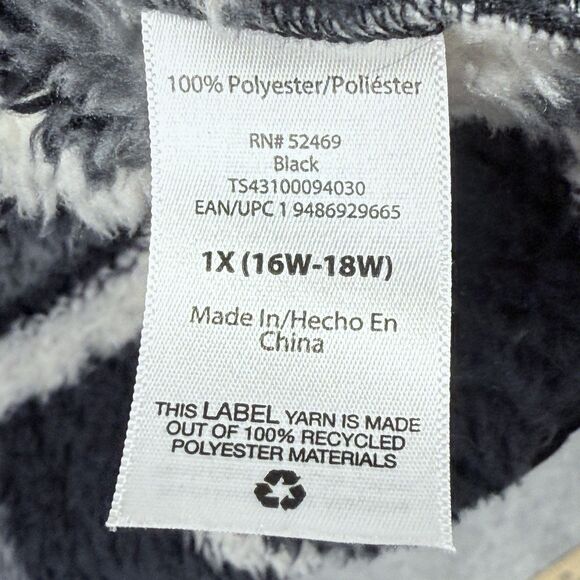 100% Polyester/Poliéster
RN# 52469
Black
TS43100094030
EAN/UPC 1 9486929665
1X (16W-18W)
Made In/Hecho En
China
THIS LABEL YARN IS MADE
OUT OF 100% RECYCLED
POLYESTER MATERIALS